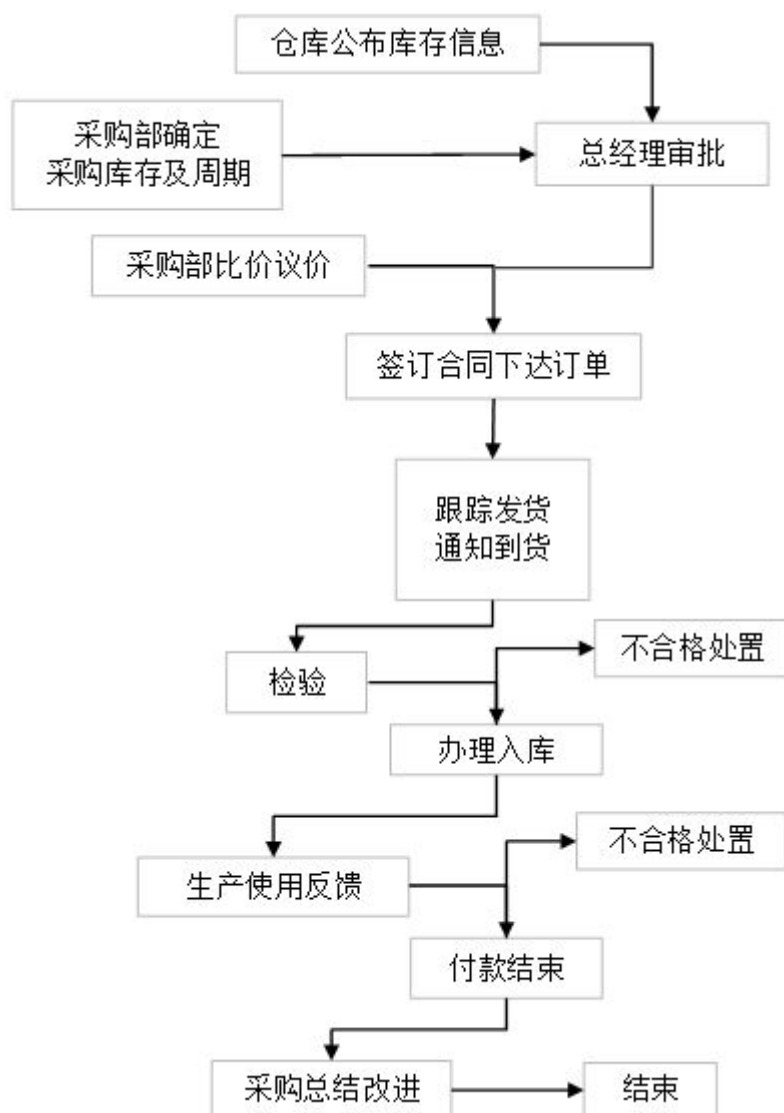 仓库公布库存信息
采购部确定
采购库存及周期
总经理审批
采购部比价议价
签订合同下达订单
跟踪发货
通知到货
不合格处置
检验
办理入库
不合格处置
生产使用反馈
付款结束
采购总结改进
结束